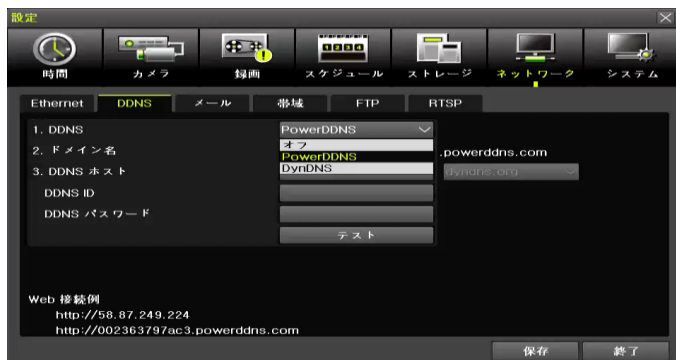 設定
時間 カメラ 録画 スケジュール ストレージ ネットワーク システム
Ethernet DDNS メール 帯域 FTP RTSP
1. DDNS PowerDDNS
オフ
2. ドメイン名 PowerDDNS .powerddns.com
3. DDNS ホスト DynDNS dyndns.org
DDNS ID
DDNS パスワード
テスト
Web 接続例
http://58.87.249.224
http://002363797ac3.powerddns.com
保存 終了